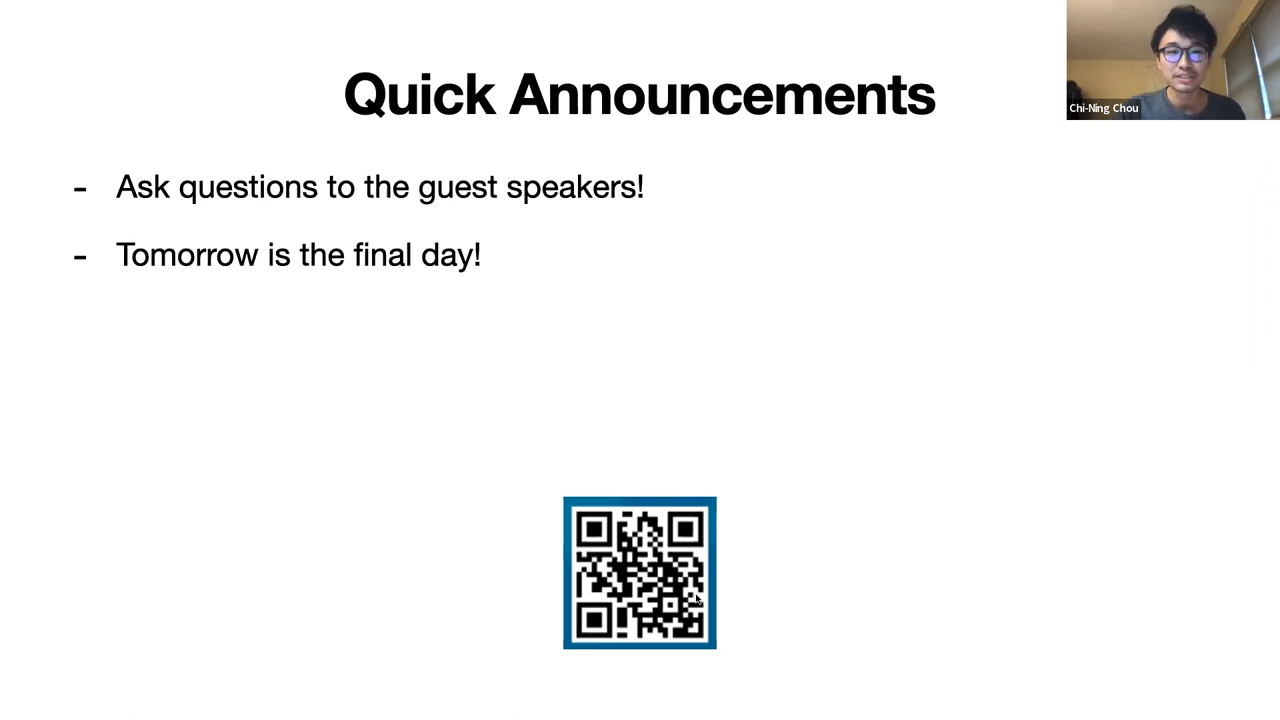 Quick Announcements
Chi-Ning Chou
- Ask questions to the guest speakers!
- Tomorrow is the final day!